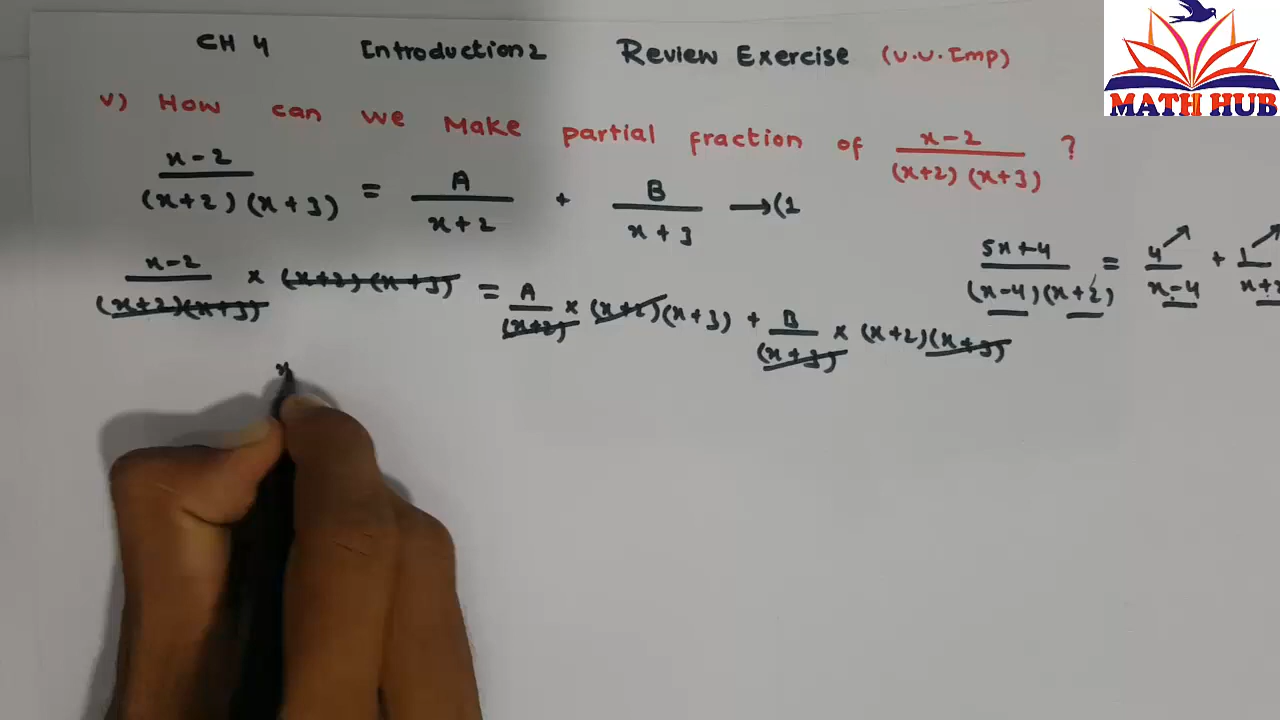 CH 4 Introduction 2 Review Exercise (V.V.Imp)
MATH HUB
v) How can we Make partial fraction of x-2/(x+2)(x+3) ?
x-2/(x+2)(x+3) = A/x+2 + B/x+3 →(1
5x+4/(x-4)(x+2) = 4/x-4 + 1/x+2
x-2/(x+2)(x+3) × (x+2)(x+3) = A/(x+2) × (x+2)(x+3) + B/(x+3) × (x+2)(x+3)
x